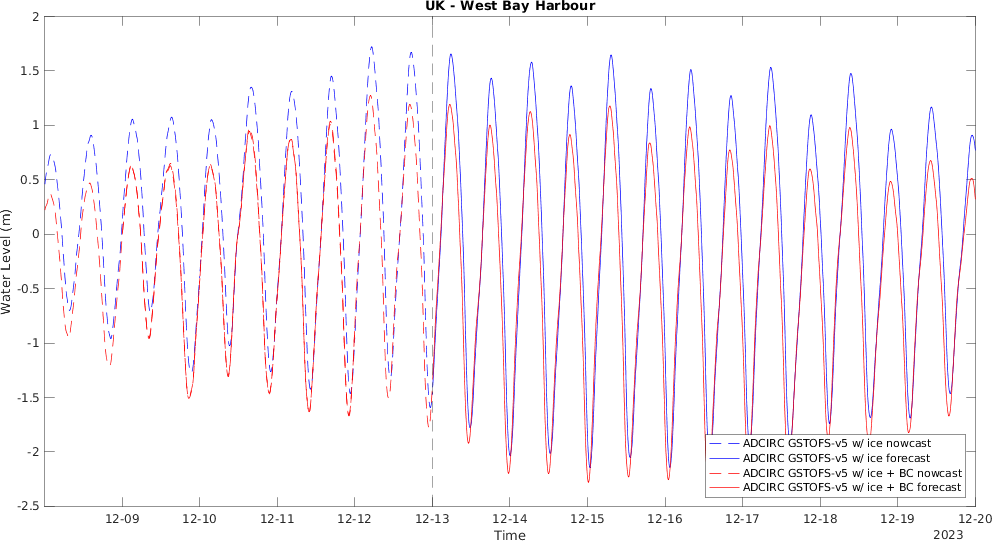 UK - West Bay Harbour
2
1.5
1
0.5
0
-0.5
-1
-1.5
-2
-2.5
Water Level (m)
ADCIRC GSTOFS-v5 w/ ice nowcast
ADCIRC GSTOFS-v5 w/ ice forecast
ADCIRC GSTOFS-v5 w/ ice + BC nowcast
ADCIRC GSTOFS-v5 w/ ice + BC forecast
12-09 12-10 12-11 12-12 12-13 12-14 12-15 12-16 12-17 12-18 12-19 12-20
Time
2023